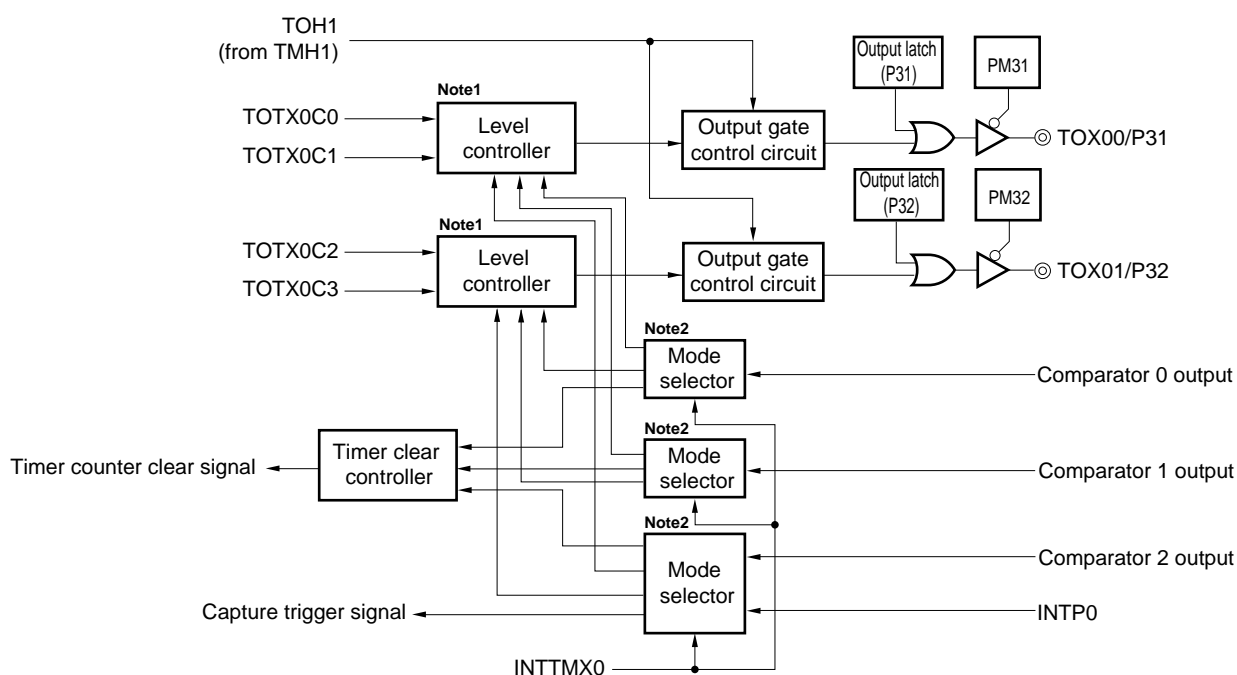 TOH1
(from TMH1)
Output latch
(P31)
PM31
Note1
TOTX0C0
TOTX0C1
Level
controller
Output gate
control circuit
TOX00/P31
Output latch
(P32)
PM32
Note1
TOTX0C2
TOTX0C3
Level
controller
Output gate
control circuit
TOX01/P32
Note2
Mode
selector
Comparator 0 output
Note2
Timer counter clear signal
Timer clear
controller
Mode
selector
Comparator 1 output
Note2
Mode
selector
Comparator 2 output
Capture trigger signal
INTP0
INTTMX0